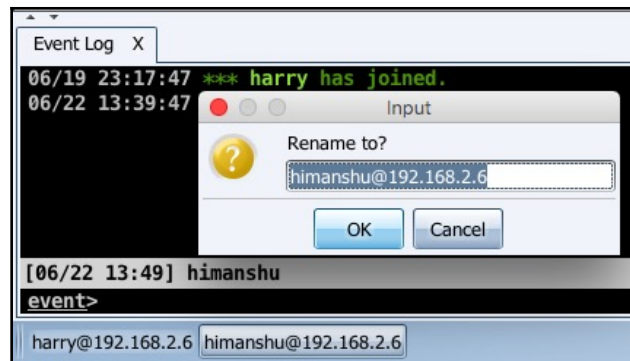 Event Log X
06/19 23:17:47 *** harry has joined.
06/22 13:39:47
Input
Rename to?
himanshu@192.168.2.6
OK Cancel
[06/22 13:49] himanshu
event>
harry@192.168.2.6 himanshu@192.168.2.6